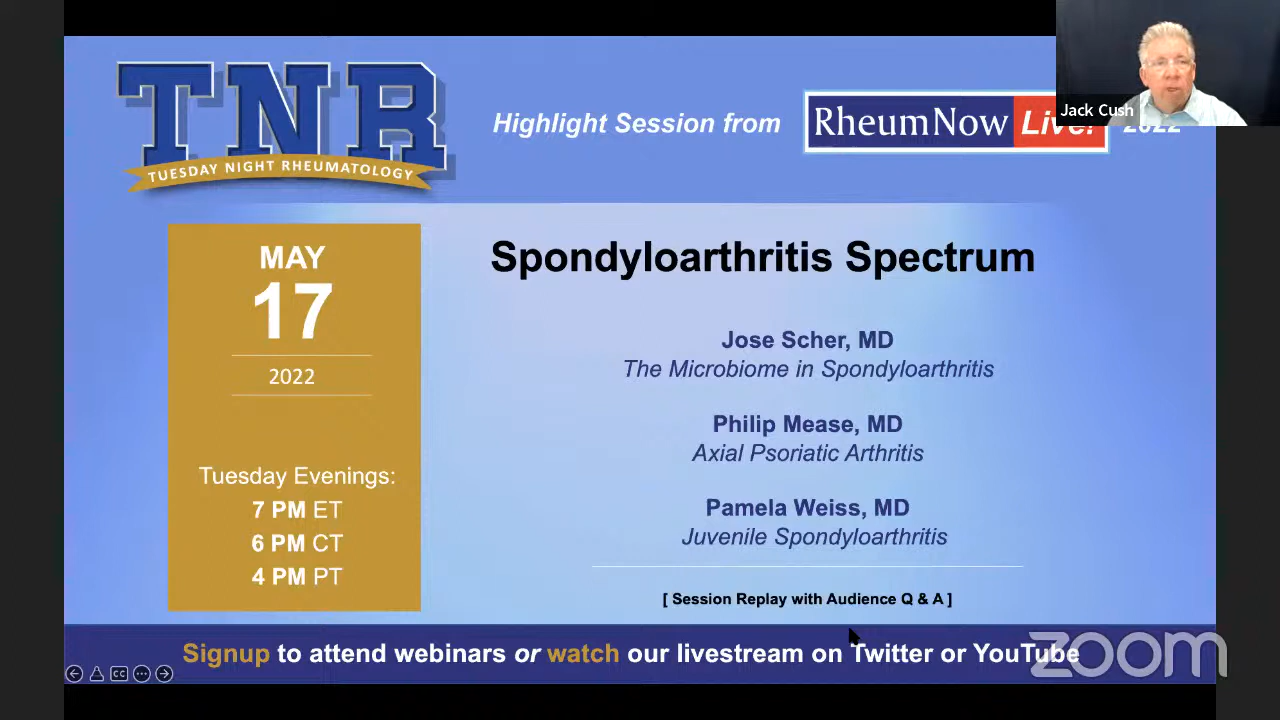 TNR
TUESDAY NIGHT RHEUMATOLOGY
Highlight Session from
RheumNow Live! 2022
Jack Cush
MAY
17
2022
Tuesday Evenings:
7 PM ET
6 PM CT
4 PM PT
Spondyloarthritis Spectrum
Jose Scher, MD
The Microbiome in Spondyloarthritis
Philip Mease, MD
Axial Psoriatic Arthritis
Pamela Weiss, MD
Juvenile Spondyloarthritis
[ Session Replay with Audience Q & A ]
Signup to attend webinars or watch our livestream on Twitter or YouTube
CC
zoom